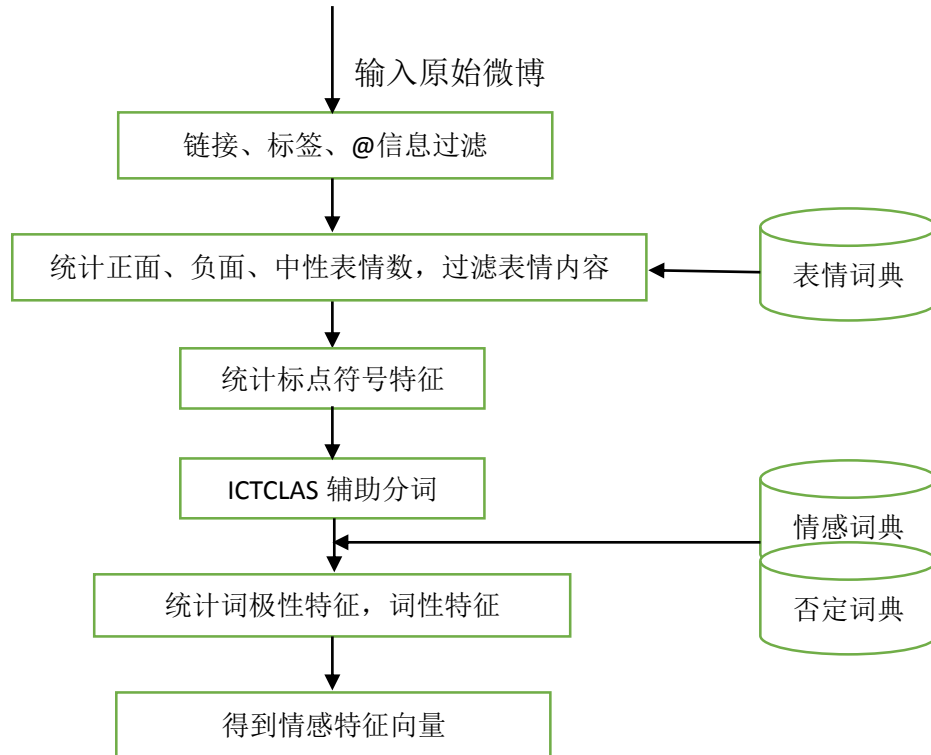 输入原始微博
链接、标签、@信息过滤
统计正面、负面、中性表情数，过滤表情内容
表情词典
统计标点符号特征
ICTCLAS 辅助分词
情感词典
统计词极性特征，词性特征
否定词典
得到情感特征向量